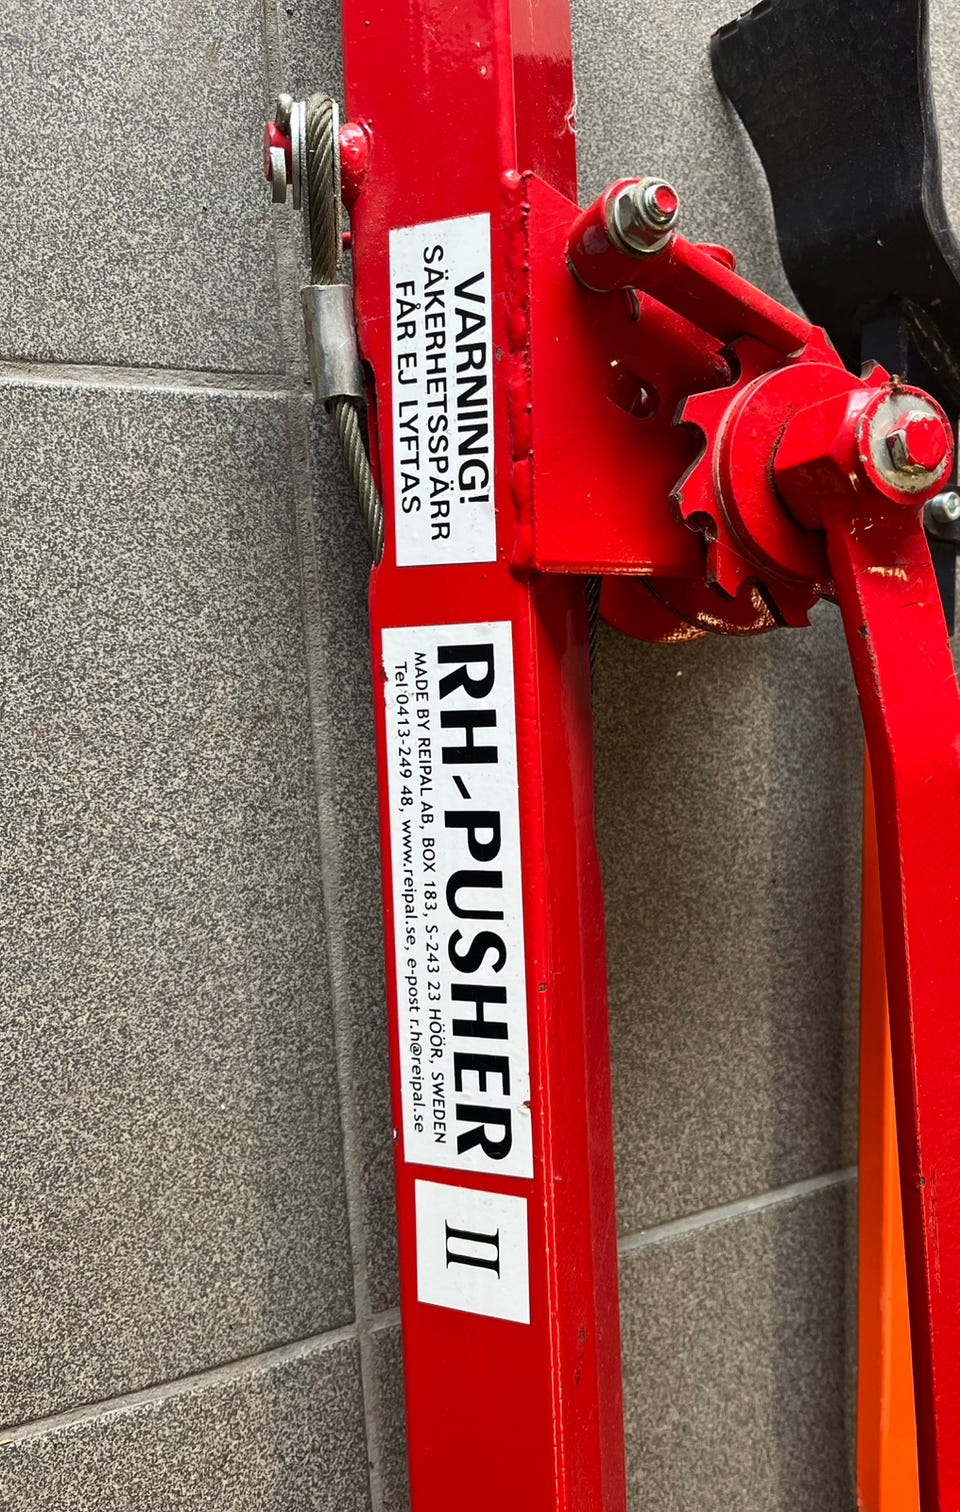 VARNING!
SÄKERHETSSPÄRR
FÅR EJ LYFTAS
RH-PUSHER
MADE BY REIPAL AB, BOX 183, S-243 23 HÖÖR, SWEDEN
Tel 0413-249 48, www.reipal.se, e-post r.h@reipal.se
II